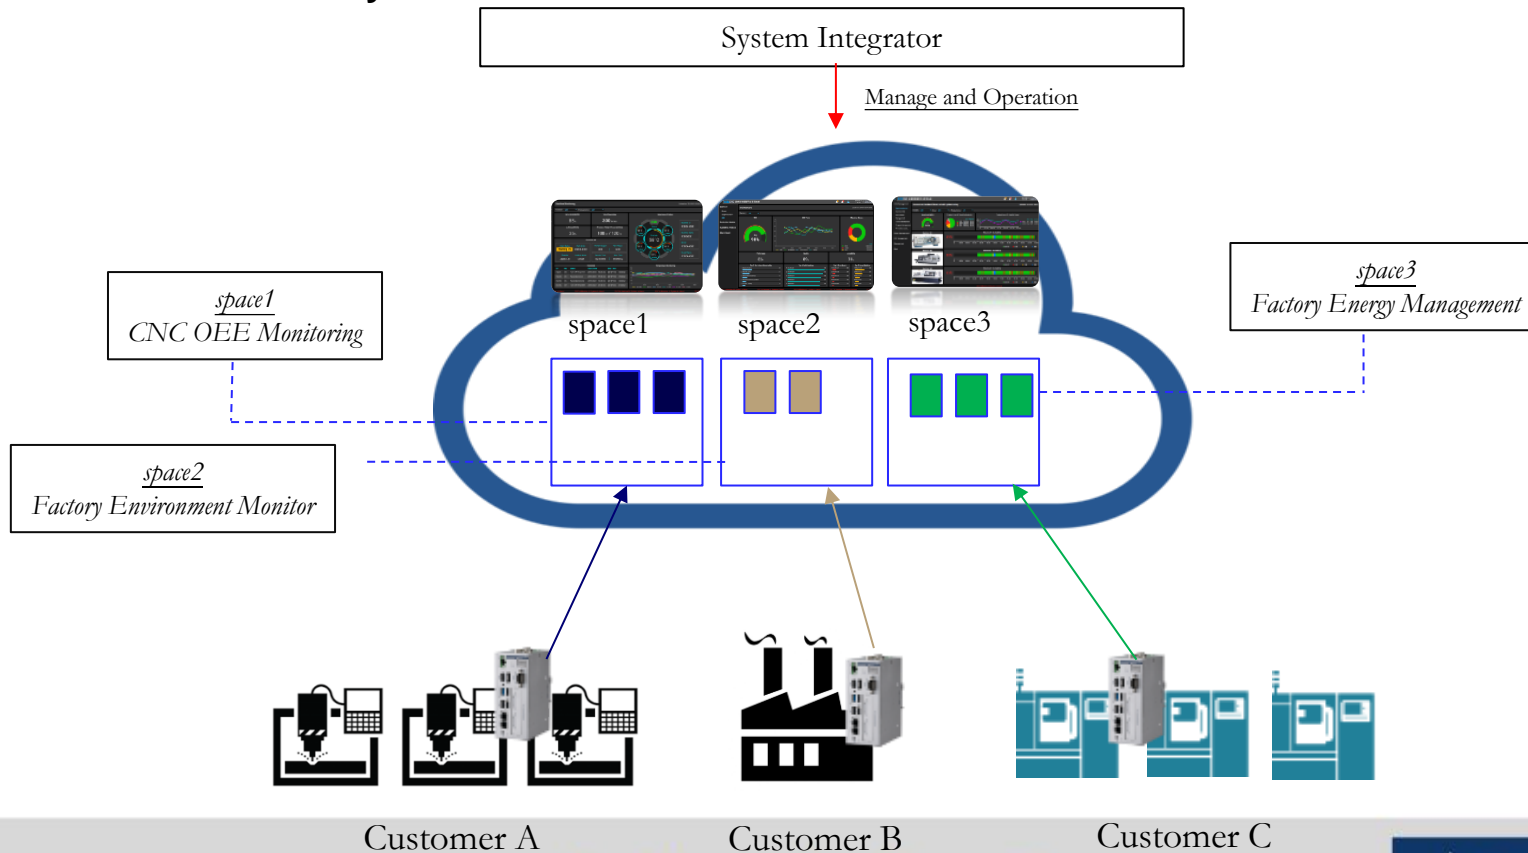 System Integrator
Manage and Operation
space1
CNC OEE Monitoring
space3
Factory Energy Management
space1
space2
space3
space2
Factory Environment Monitor
Customer A
Customer B
Customer C